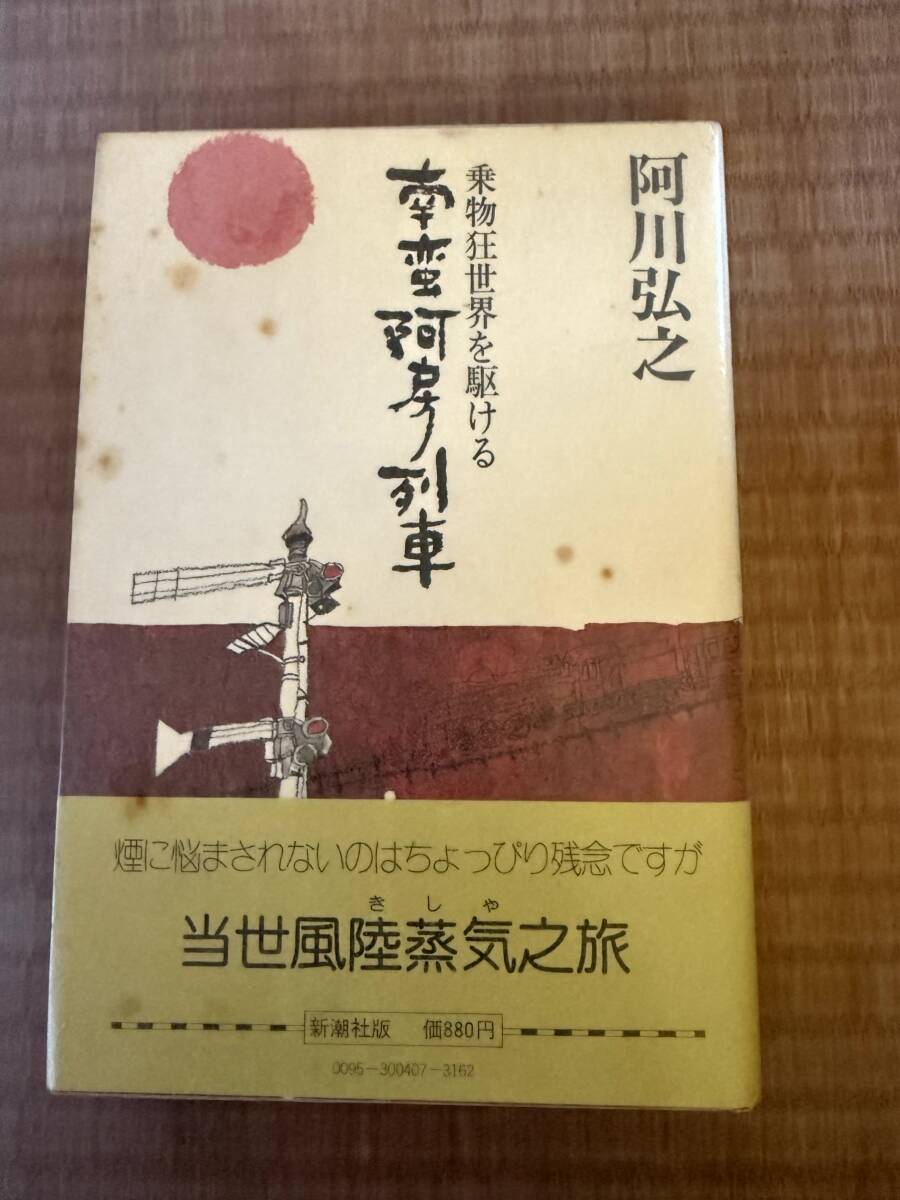 阿川弘之
乗物狂世界を駆ける
南蛮阿房列車
煙に悩まされないのはちょっぴり残念ですが
きしゃ
当世風陸蒸気之旅
新潮社版 価880円
0095-300407-3162